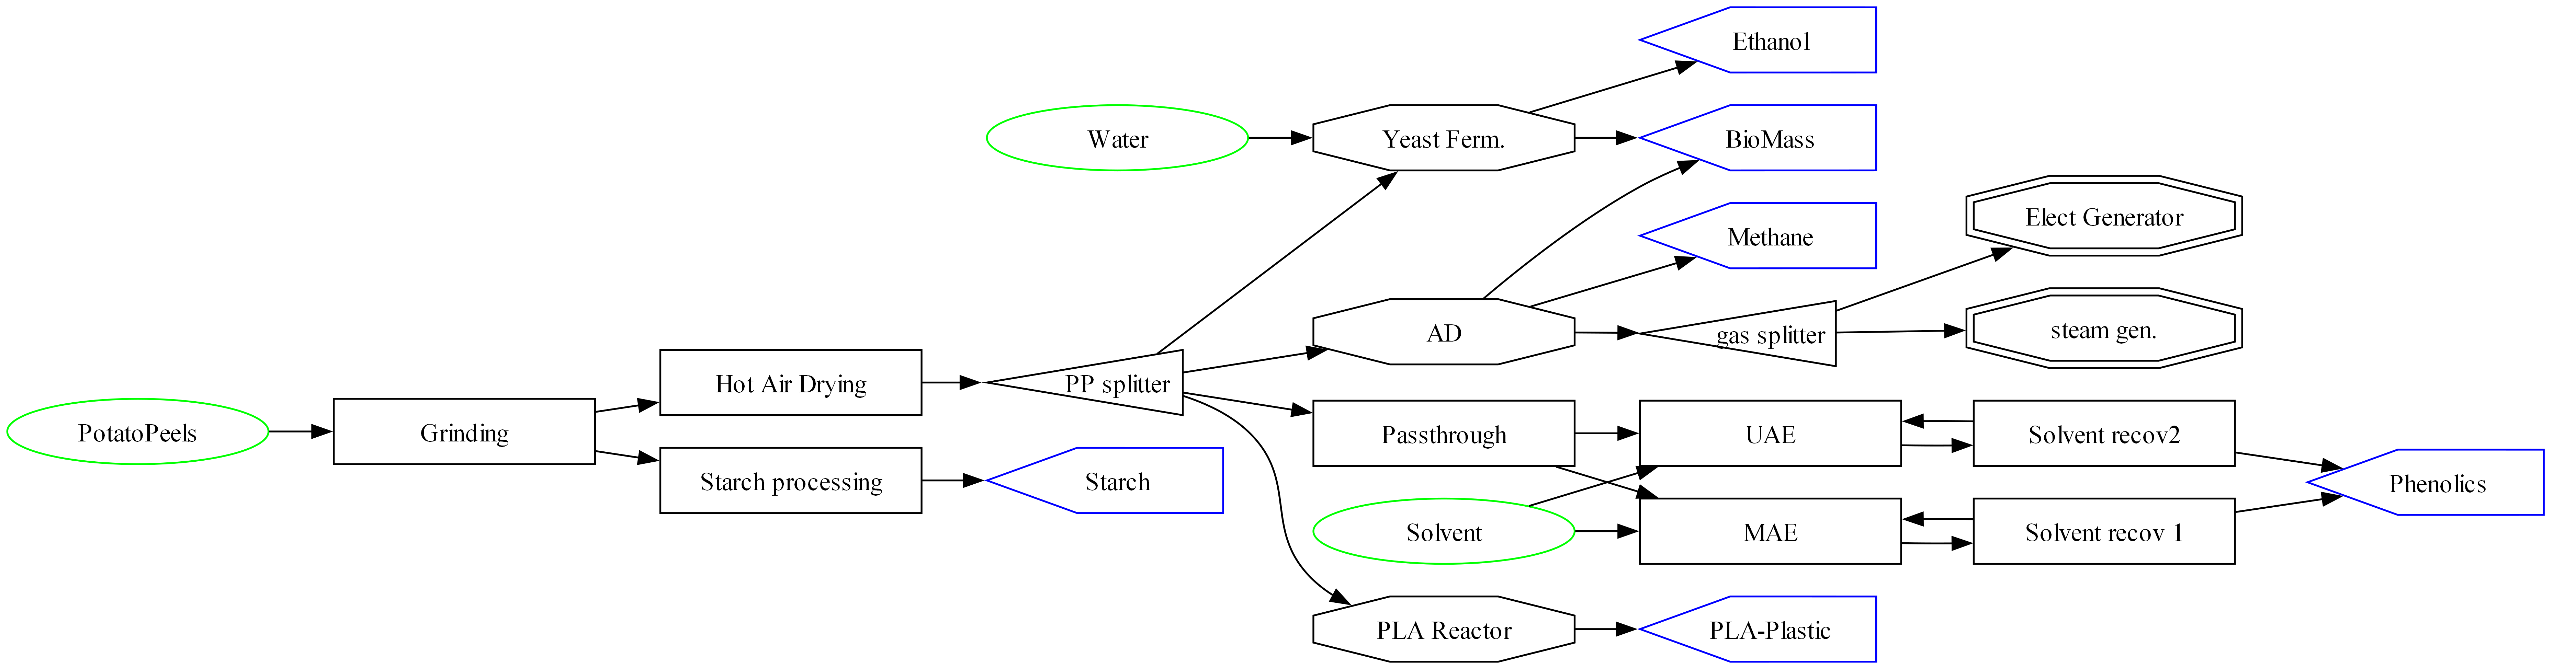 Ethanol
Water
Yeast Ferm.
BioMass
Elect Generator
Methane
AD
gas splitter
steam gen.
Hot Air Drying
PP splitter
PotatoPeels
Grinding
Passthrough
UAE
Solvent recov2
Starch processing
Starch
Phenolics
Solvent
MAE
Solvent recov 1
PLA Reactor
PLA-Plastic